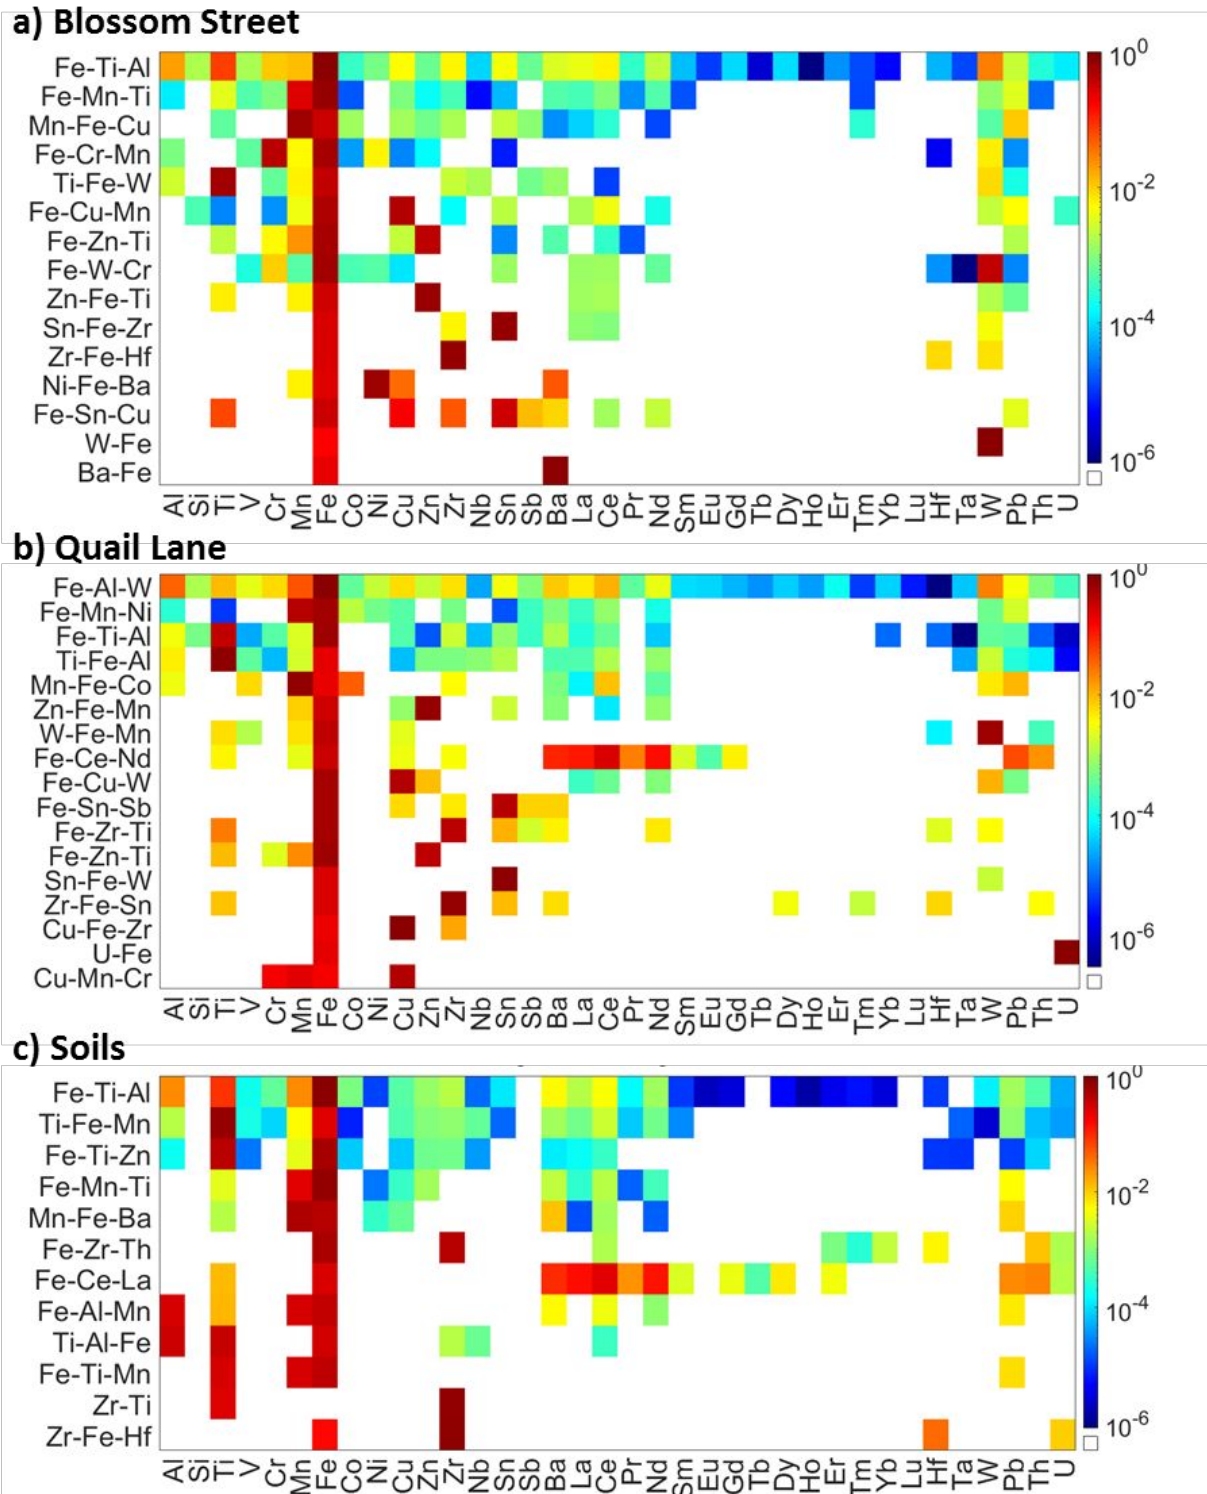 a) Blossom Street
Fe-Ti-Al
Fe-Mn-Ti
Mn-Fe-Cu
Fe-Cr-Mn
Ti-Fe-W
Fe-Cu-Mn
Fe-Zn-Ti
Fe-W-Cr
Zn-Fe-Ti
Sn-Fe-Zr
Zr-Fe-Hf
Ni-Fe-Ba
Fe-Sn-Cu
W-Fe
Ba-Fe
10^0
10^-2
10^-4
10^-6
Al Si Ti V Cr Mn Fe Co Ni Cu Zn Zr Nb Sn Sb Ba La Ce Pr Nd Sm Eu Gd Tb Dy Ho Er Tm Yb Lu Hf Ta W Pb Th U
b) Quail Lane
Fe-Al-W
Fe-Mn-Ni
Fe-Ti-Al
Ti-Fe-Al
Mn-Fe-Co
Zn-Fe-Mn
W-Fe-Mn
Fe-Ce-Nd
Fe-Cu-W
Fe-Sn-Sb
Fe-Zr-Ti
Fe-Zn-Ti
Sn-Fe-W
Zr-Fe-Sn
Cu-Fe-Zr
U-Fe
Cu-Mn-Cr
10^0
10^-2
10^-4
10^-6
Al Si Ti V Cr Mn Fe Co Ni Cu Zn Zr Nb Sn Sb Ba La Ce Pr Nd Sm Eu Gd Tb Dy Ho Er Tm Yb Lu Hf Ta W Pb Th U
c) Soils
Fe-Ti-Al
Ti-Fe-Mn
Fe-Ti-Zn
Fe-Mn-Ti
Mn-Fe-Ba
Fe-Zr-Th
Fe-Ce-La
Fe-Al-Mn
Ti-Al-Fe
Fe-Ti-Mn
Zr-Ti
Zr-Fe-Hf
10^0
10^-2
10^-4
10^-6
Al Si Ti V Cr Mn Fe Co Ni Cu Zn Zr Nb Sn Sb Ba La Ce Pr Nd Sm Eu Gd Tb Dy Ho Er Tm Yb Lu Hf Ta W Pb Th U